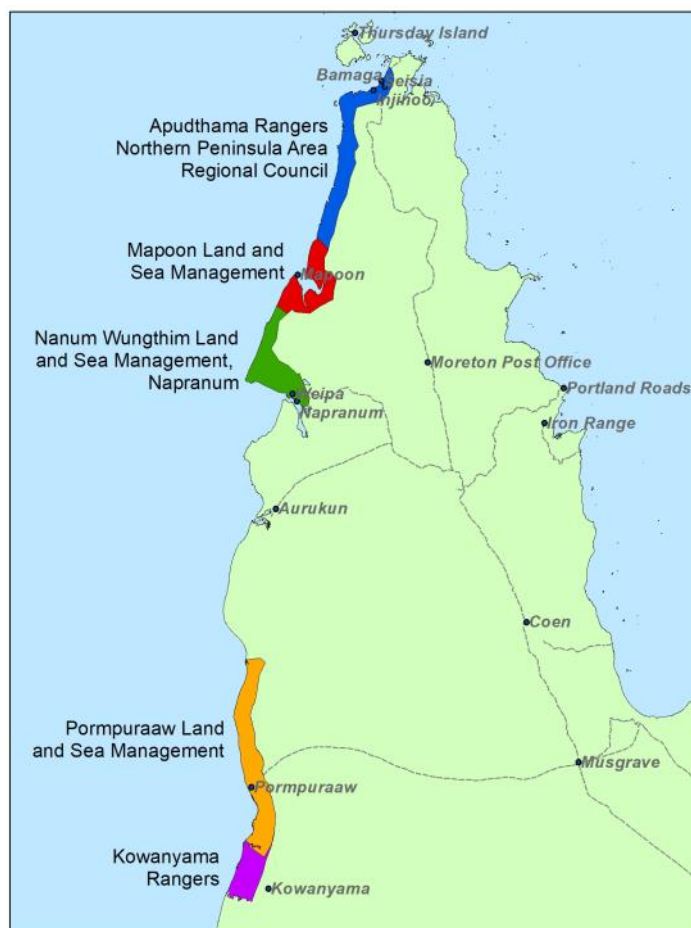 Thursday Island
Bamaga
Seisia
Injinoo
Apudthama Rangers
Northern Peninsula Area
Regional Council
Mapoon Land and
Sea Management
Mapoon
Nanum Wungthim Land
and Sea Management,
Napranum
Moreton Post Office
Portland Roads
Weipa
Napranum
Iron Range
Aurukun
Coen
Pormpuraaw Land
and Sea Management
Musgrave
Pormpuraaw
Kowanyama
Rangers
Kowanyama